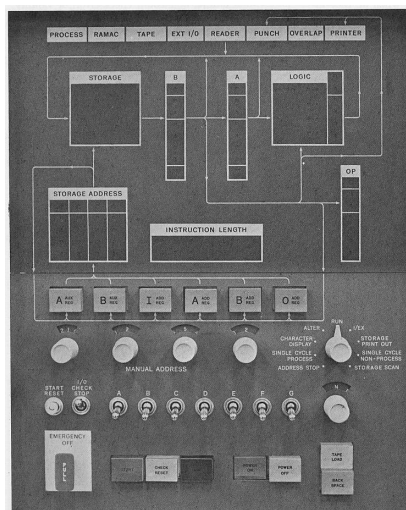 PROCESS RAMAC TAPE EXT I/O READER PUNCH OVERLAP PRINTER
STORAGE B A LOGIC
OP
STORAGE ADDRESS
INSTRUCTION LENGTH
A AUX REG B AUX REG I ADD REG A ADD REG B ADD REG O ADD REG
MANUAL ADDRESS
RUN
ALTER I/EX
CHARACTER DISPLAY STORAGE PRINT OUT
SINGLE CYCLE PROCESS SINGLE CYCLE NON-PROCESS
ADDRESS STOP STORAGE SCAN
START RESET I/O CHECK STOP A B C D E F G N
EMERGENCY OFF
PULL
START CHECK RESET POWER ON POWER OFF
TAPE LOAD
BACK SPACE